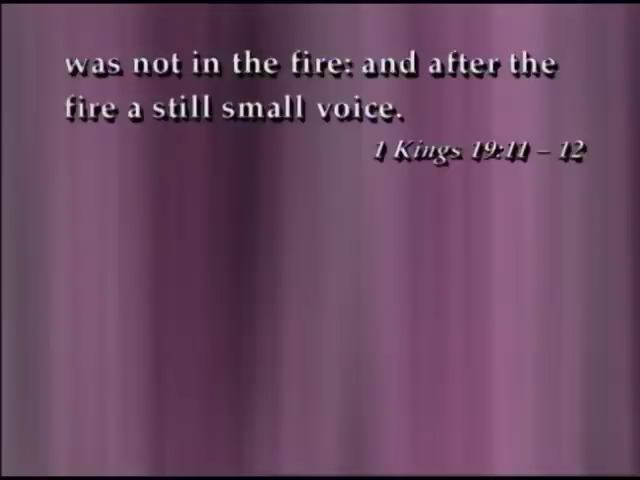 was not in the fire: and after the
fire a still small voice.
1 Kings 19:11 – 12